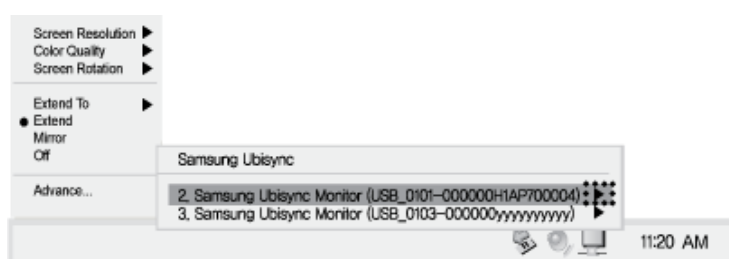 Screen Resolution
Color Quality
Screen Rotation
Extend To
Extend
Mirror
Off
Advance...
Samsung Ubisync
2, Samsung Ubisync Monitor (USB_0101-000000H1AP700004)
3, Samsung Ubisync Monitor (USB_0103-000000yyyyyyyyyy)
11:20 AM